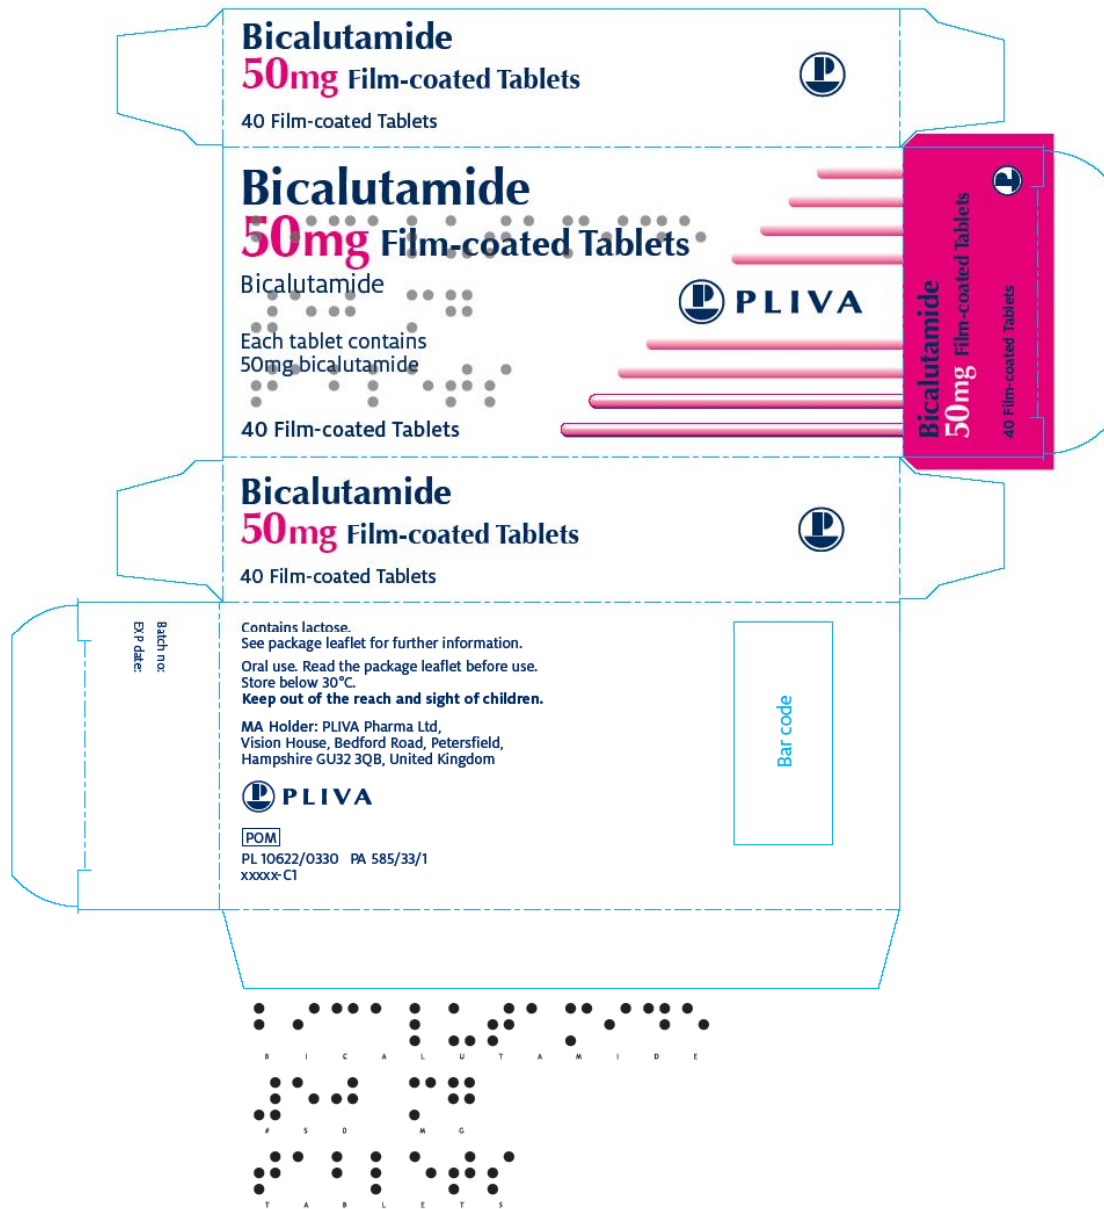 Bicalutamide
50mg Film-coated Tablets
40 Film-coated Tablets
Bicalutamide
50mg Film-coated Tablets
Bicalutamide
Each tablet contains
50mg bicalutamide
40 Film-coated Tablets
PLIVA
Bicalutamide
50mg Film-coated Tablets
40 Film-coated Tablets
Bicalutamide
50mg Film-coated Tablets
40 Film-coated Tablets
Batch no:
EXP date:
Contains lactose.
See package leaflet for further information.
Oral use. Read the package leaflet before use.
Store below 30°C.
Keep out of the reach and sight of children.
MA Holder: PLIVA Pharma Ltd,
Vision House, Bedford Road, Petersfield,
Hampshire GU32 3QB, United Kingdom
PLIVA
POM
PL 10622/0330 PA 585/33/1
xxxxx-C1
Bar code
B I C A L U T A M I D E
# 5 0 M G
T A B L E T S